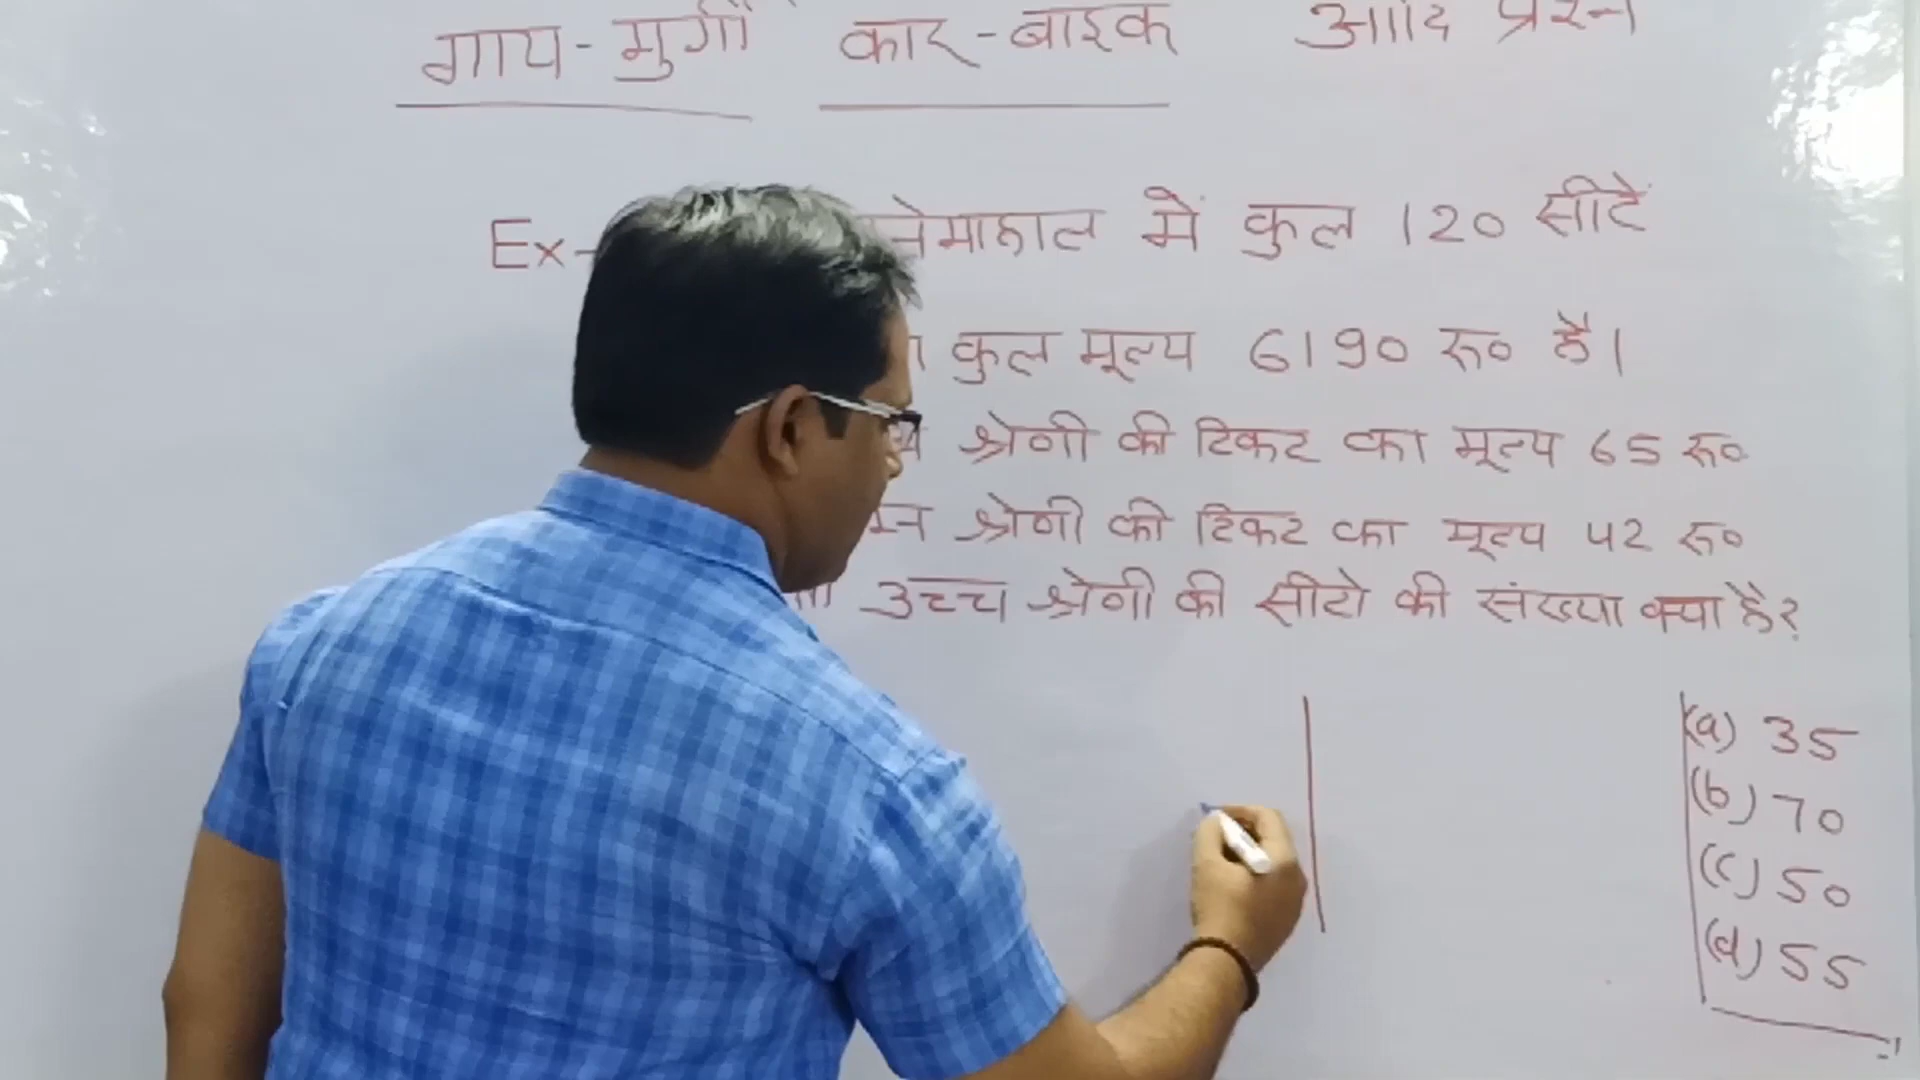 गाय-मुर्गी कार-बाइक आदि प्रश्न
Ex- में कुल 120 सीटें
कुल मूल्य 6190 रू० है।
श्रेणी की टिकट का मूल्य 65 रू०
श्रेणी की टिकट का मूल्य 42 रू०
उच्च श्रेणी की सीटो की संख्या क्या है?
(a) 35
(b) 70
(c) 50
(d) 55